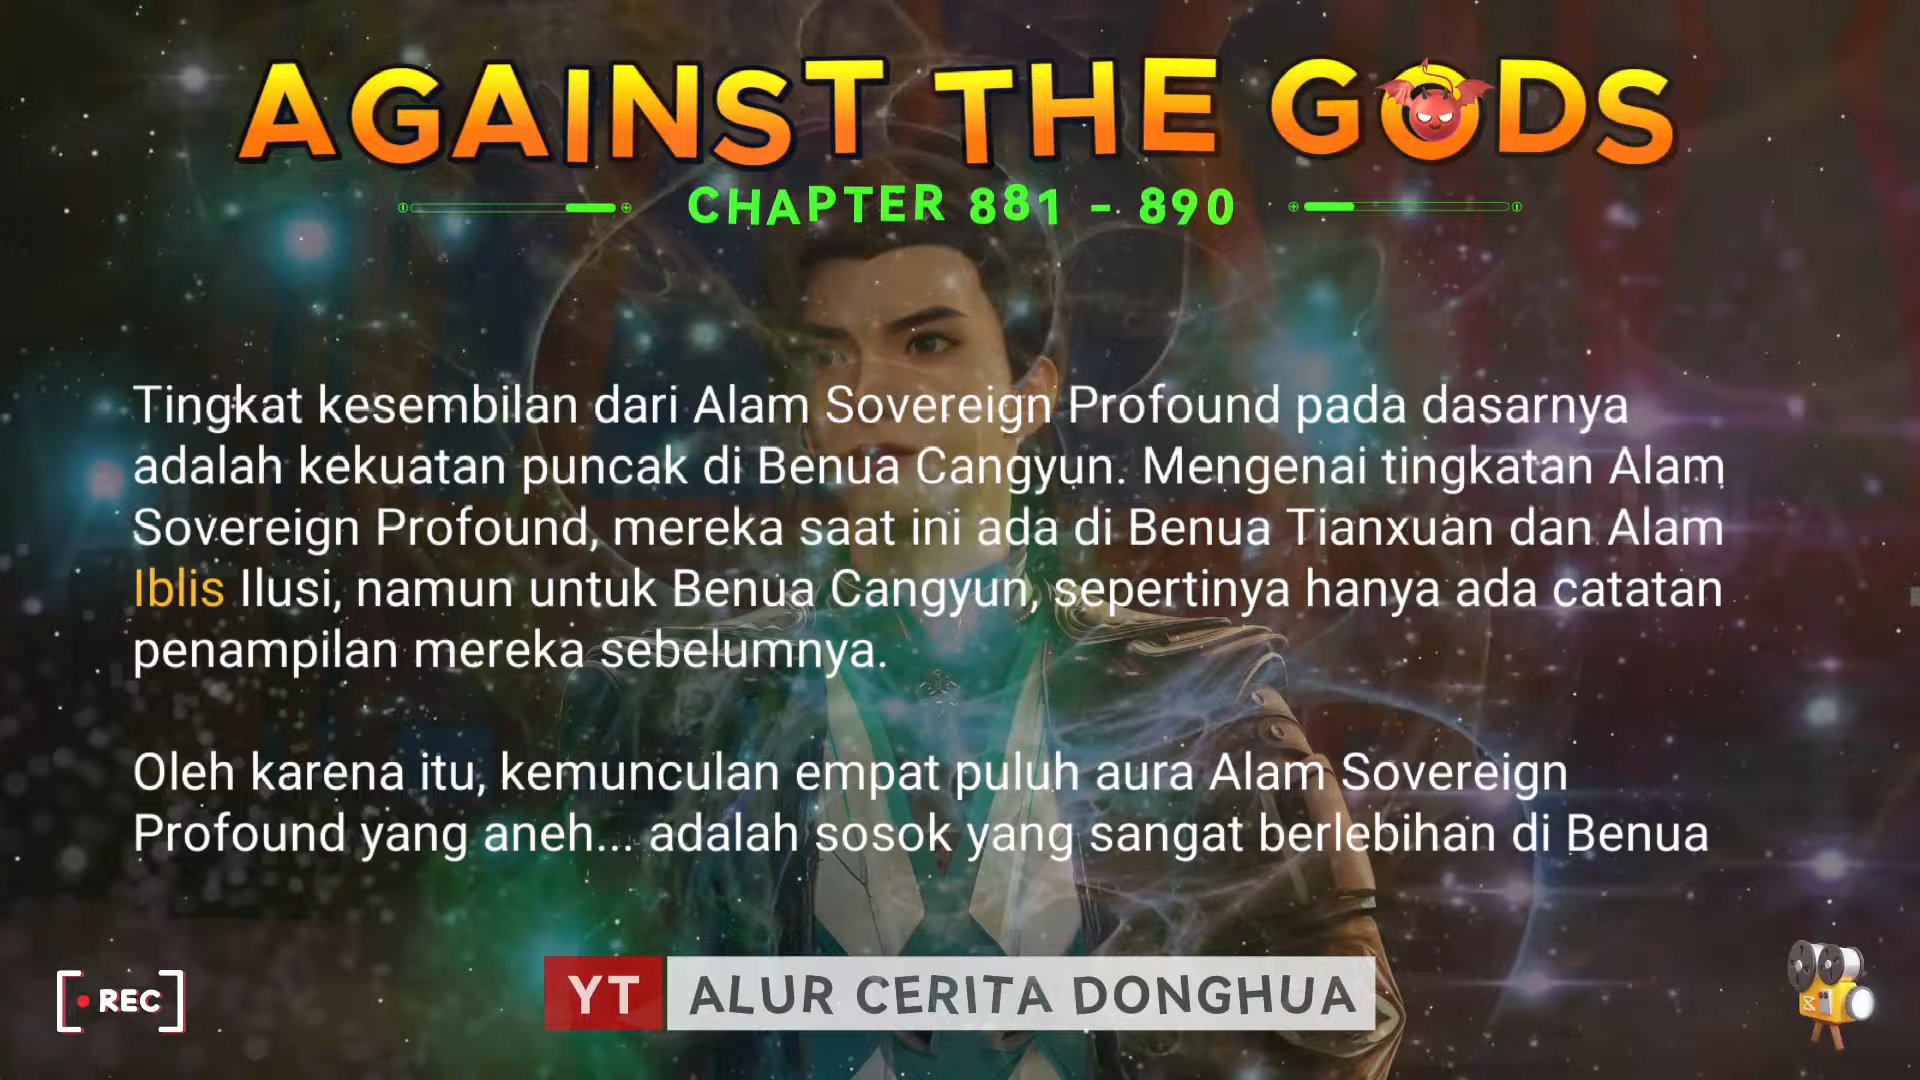 AGAINST THE GODS
CHAPTER 881 - 890
Tingkat kesembilan dari Alam Sovereign Profound pada dasarnya
adalah kekuatan puncak di Benua Cangyun. Mengenai tingkatan Alam
Sovereign Profound, mereka saat ini ada di Benua Tianxuan dan Alam
Iblis Ilusi, namun untuk Benua Cangyun, sepertinya hanya ada catatan
penampilan mereka sebelumnya.
Oleh karena itu, kemunculan empat puluh aura Alam Sovereign
Profound yang aneh... adalah sosok yang sangat berlebihan di Benua
REC
YT ALUR CERITA DONGHUA